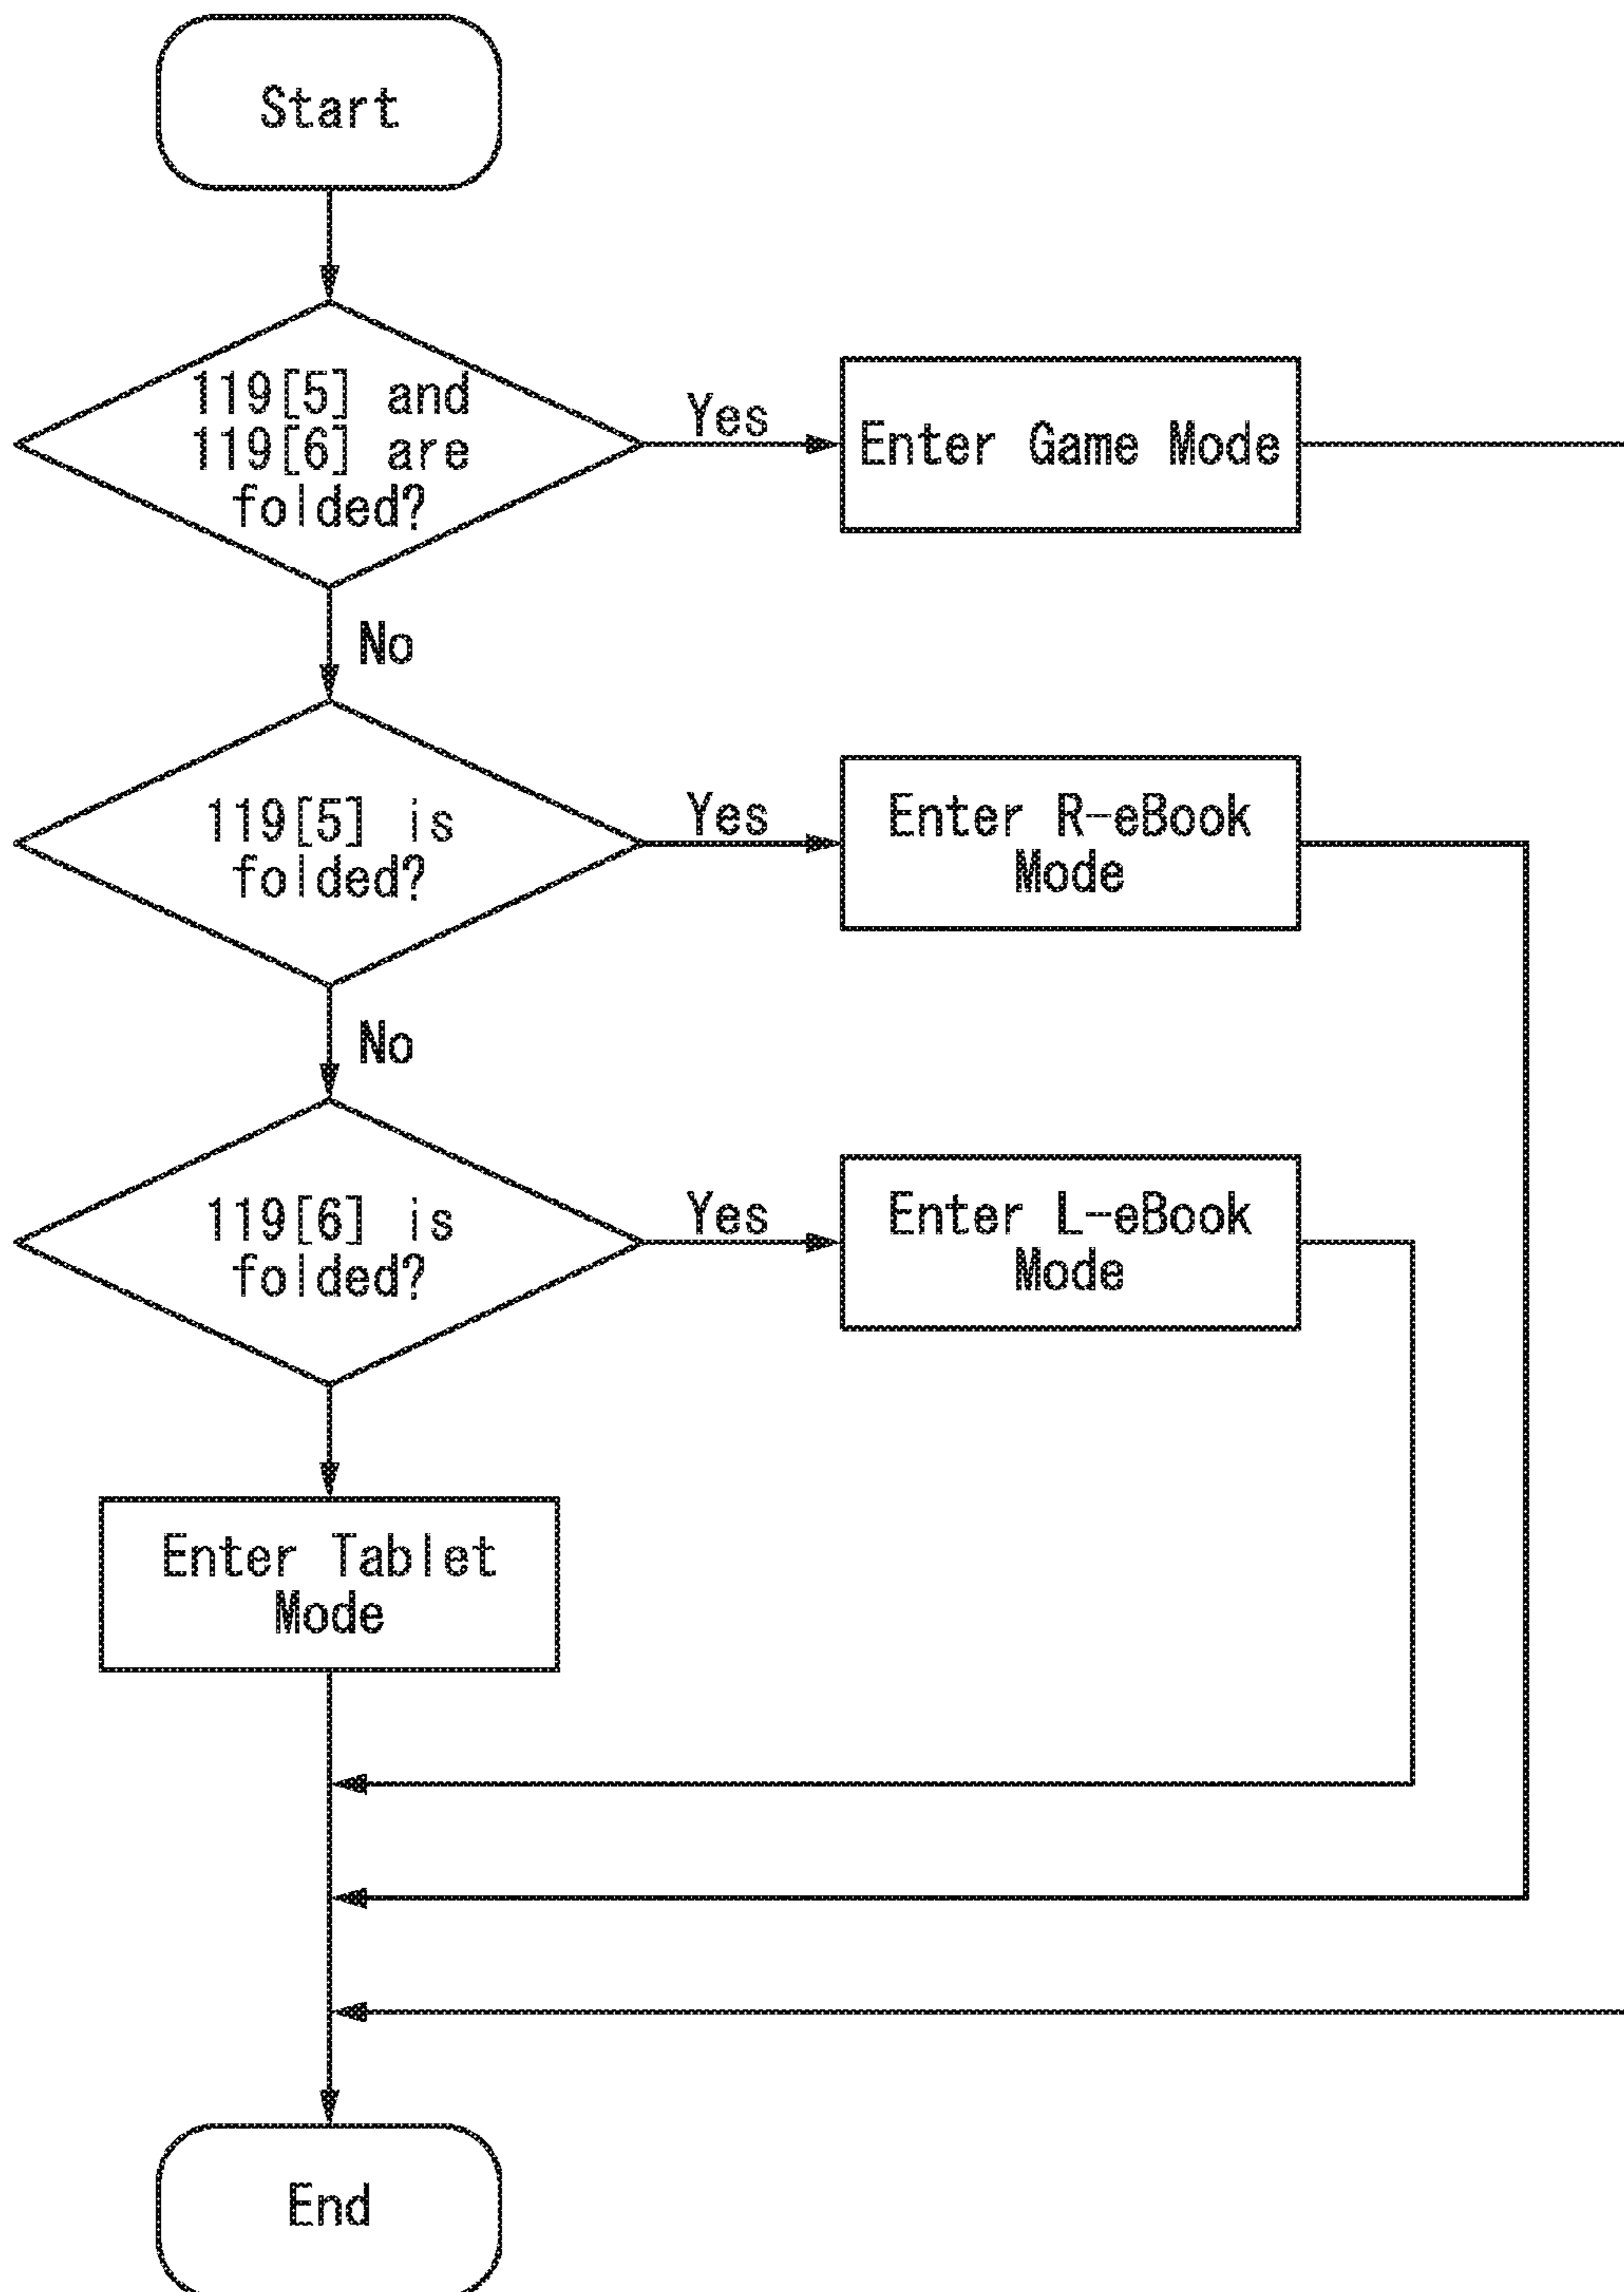 Start
119[5] and
119[6] are
folded?
Yes
Enter Game Mode
No
119[5] is
folded?
Yes
Enter R-eBook
Mode
No
119[6] is
folded?
Yes
Enter L-eBook
Mode
Enter Tablet
Mode
End